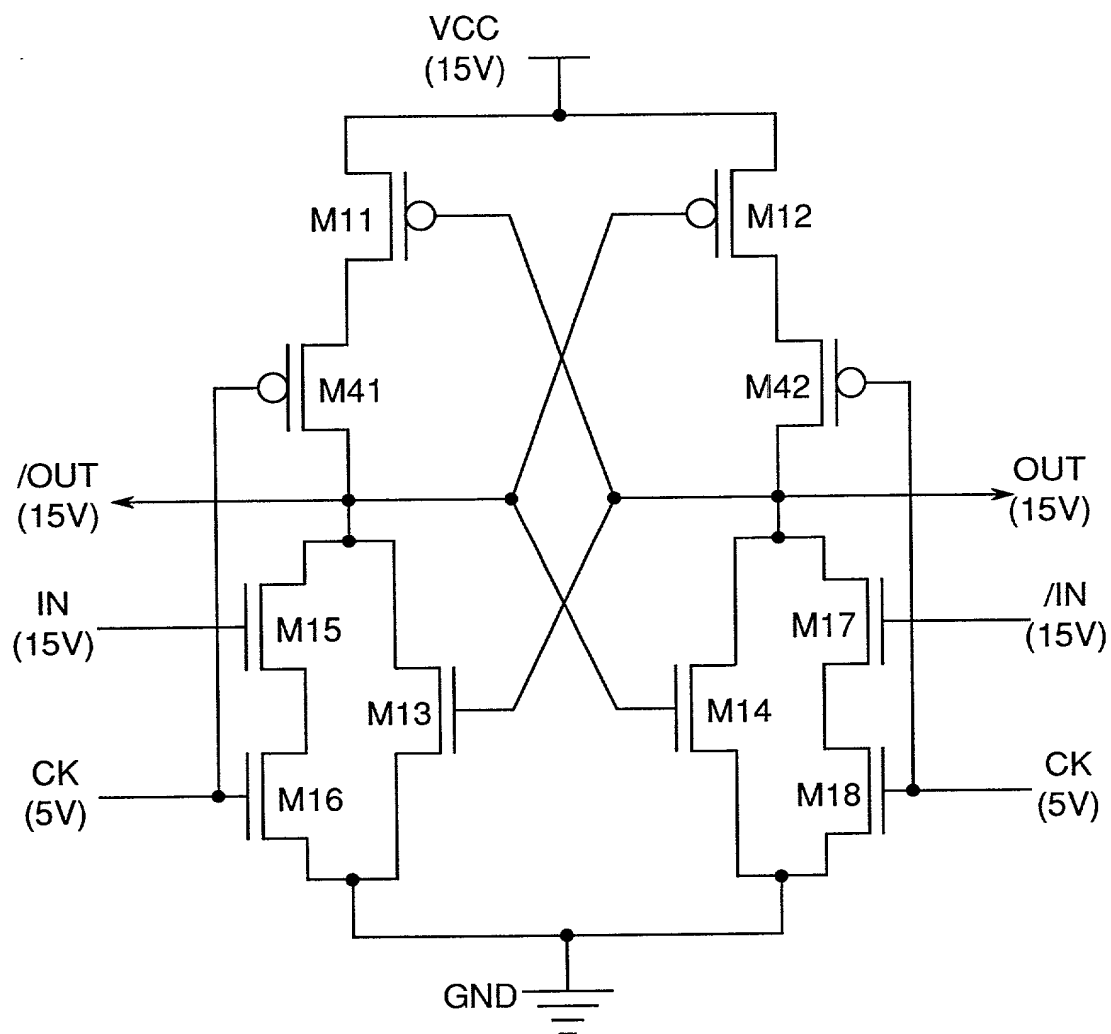 VCC
(15V)
M11
M12
M41
M42
/OUT
(15V)
OUT
(15V)
IN
(15V)
M15
M17
/IN
(15V)
M13
M14
CK
(5V)
M16
M18
CK
(5V)
GND